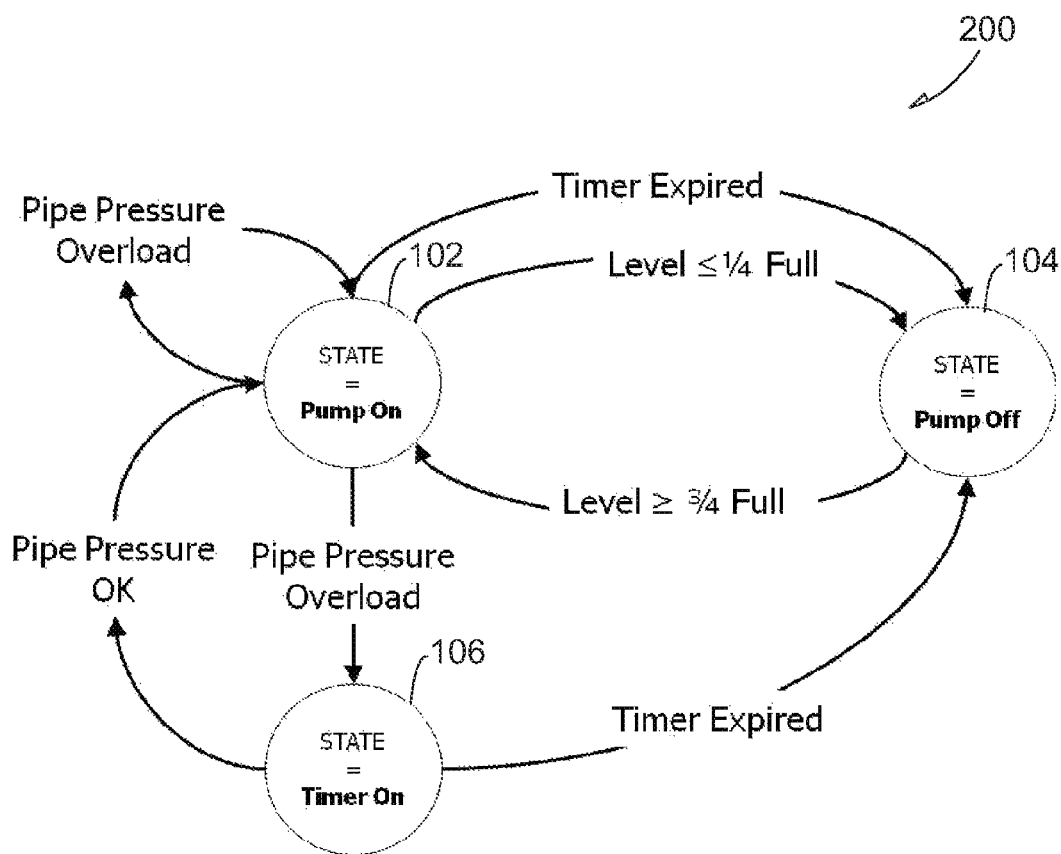 200
Timer Expired
Pipe Pressure
Overload
102
Level ≤ ¼ Full
104
STATE
=
Pump On
STATE
=
Pump Off
Level ≥ ¾ Full
Pipe Pressure
OK
Pipe Pressure
Overload
106
Timer Expired
STATE
=
Timer On